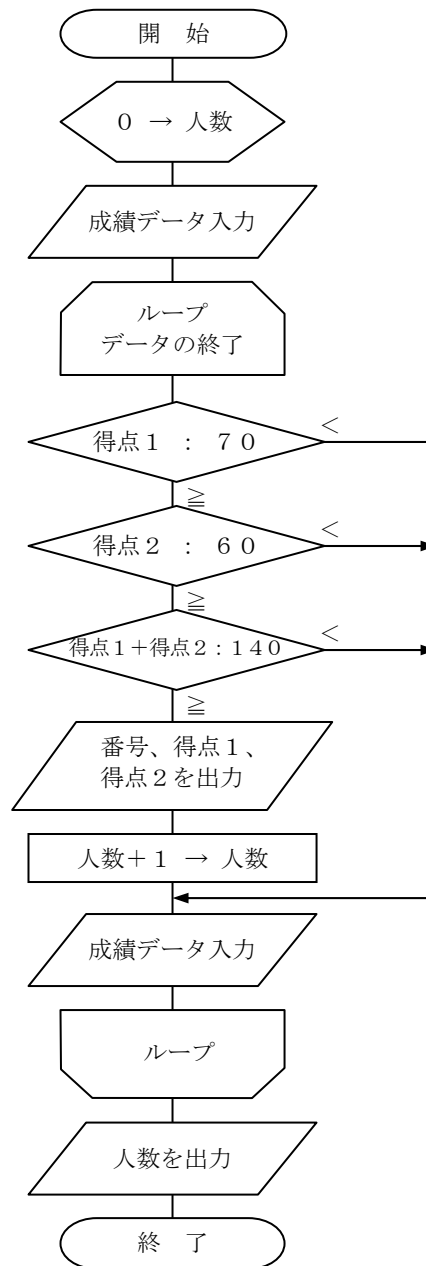 開　始
０ → 人数
成績データ入力
ループ
データの終了
得点１ ： ７０
＜
≧
得点２ ： ６０
＜
≧
得点１＋得点２：１４０
＜
≧
番号、得点１、
得点２を出力
人数＋１ → 人数
成績データ入力
ループ
人数を出力
終　了